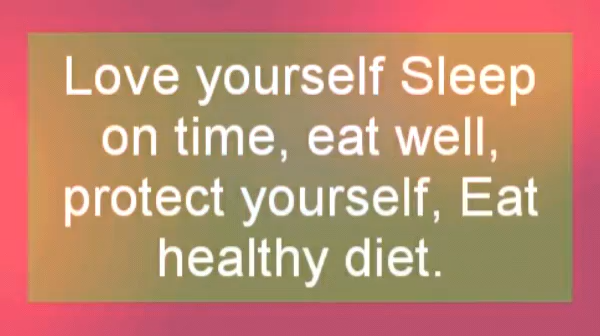 Love yourself Sleep
on time, eat well,
protect yourself, Eat
healthy diet.